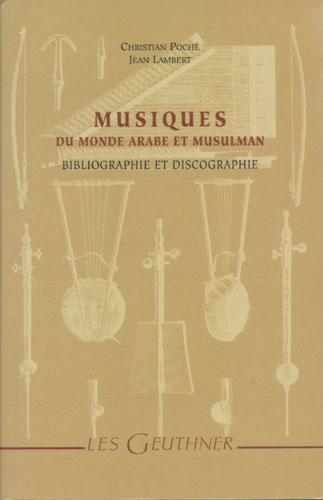 CHRISTIAN POCHÉ
JEAN LAMBERT
MUSIQUES
DU MONDE ARABE ET MUSULMAN
BIBLIOGRAPHIE ET DISCOGRAPHIE
LES GEUTHNER